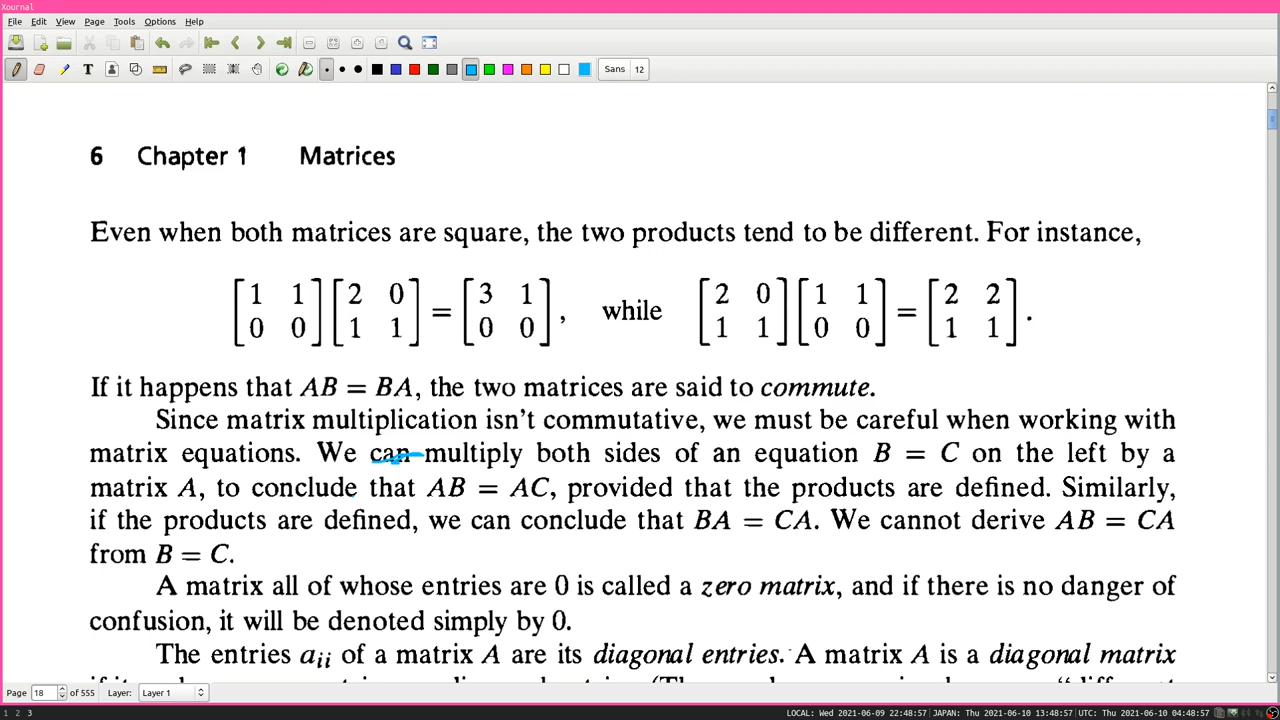 Xournal
File Edit View Page Tools Options Help
T Sans 12
6 Chapter 1 Matrices
Even when both matrices are square, the two products tend to be different. For instance,
[1 1; 0 0] [2 0; 1 1] = [3 1; 0 0], while [2 0; 1 1] [1 1; 0 0] = [2 2; 1 1].
If it happens that AB = BA, the two matrices are said to commute.
Since matrix multiplication isn't commutative, we must be careful when working with
matrix equations. We can multiply both sides of an equation B = C on the left by a
matrix A, to conclude that AB = AC, provided that the products are defined. Similarly,
if the products are defined, we can conclude that BA = CA. We cannot derive AB = CA
from B = C.
A matrix all of whose entries are 0 is called a zero matrix, and if there is no danger of
confusion, it will be denoted simply by 0.
The entries aᵢᵢ of a matrix A are its diagonal entries. A matrix A is a diagonal matrix
Page 18 of 555 Layer: Layer 1
1 2 3 LOCAL: Wed 2021-06-09 22:48:57 | JAPAN: Thu 2021-06-10 13:48:57 | UTC: Thu 2021-06-10 04:48:57